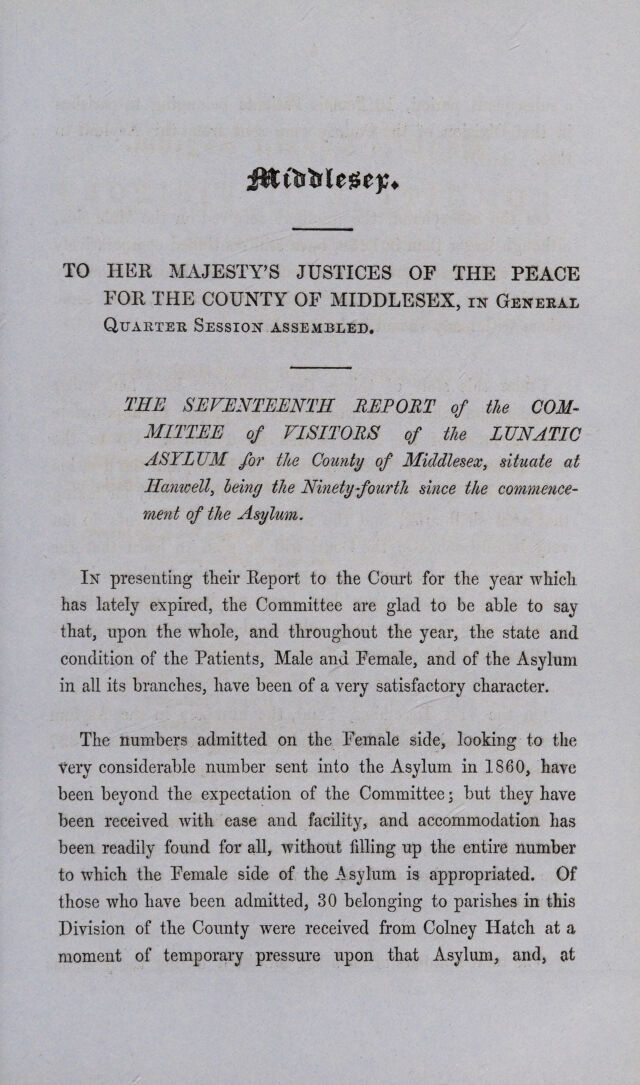 Middlesex.
TO HER MAJESTY'S JUSTICES OF THE PEACE
FOR THE COUNTY OF MIDDLESEX, IN GENERAL
QUARTER SESSION ASSEMBLED.
THE SEVENTEENTH REPORT of the COM-
MITTEE of VISITORS of the LUNATIC
ASYLUM for the County of Middlesex, situate at
Hanwell, being the Ninety-fourth since the commence-
ment of the Asylum.
IN presenting their Report to the Court for the year which
has lately expired, the Committee are glad to be able to say
that, upon the whole, and throughout the year, the state and
condition of the Patients, Male and Female, and of the Asylum
in all its branches, have been of a very satisfactory character.
The numbers admitted on the Female side, looking to the
very considerable number sent into the Asylum in 1860, have
been beyond the expectation of the Committee; but they have
been received with ease and facility, and accommodation has
been readily found for all, without filling up the entire number
to which the Female side of the Asylum is appropriated. Of
those who have been admitted, 30 belonging to parishes in this
Division of the County were received from Colney Hatch at a
moment of temporary pressure upon that Asylum, and, at